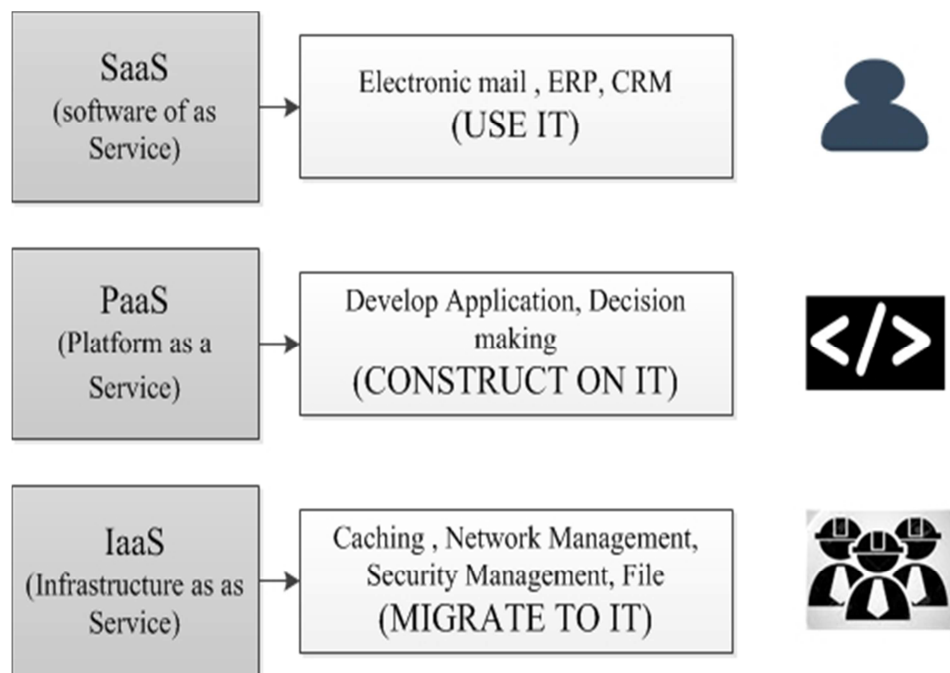 SaaS
(software of as
Service)
Electronic mail , ERP, CRM
(USE IT)
PaaS
(Platform as a
Service)
Develop Application, Decision
making
(CONSTRUCT ON IT)
</>
IaaS
(Infrastructure as as
Service)
Caching , Network Management,
Security Management, File
(MIGRATE TO IT)